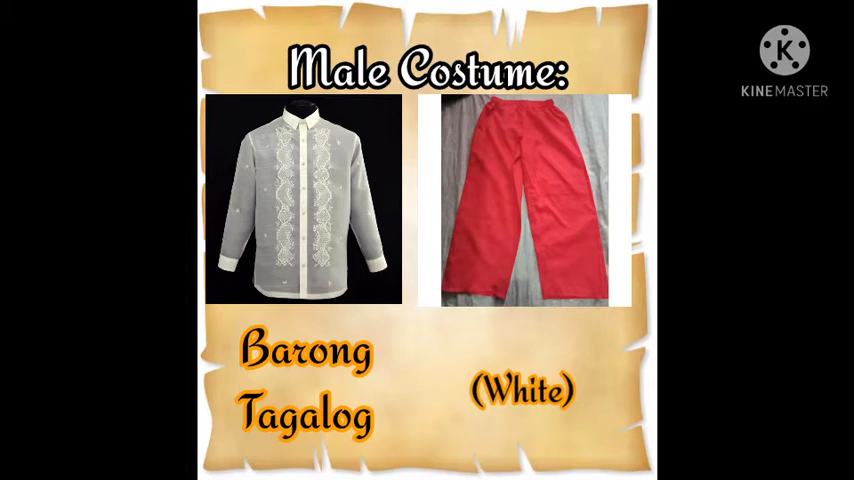 Male Costume:
K
KINEMASTER
Barong
Tagalog
(White)